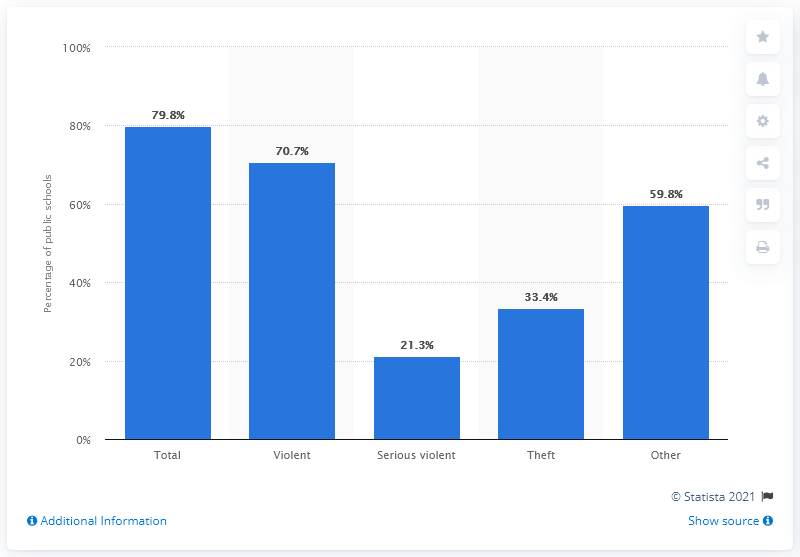 100%
79.8%
80%
70.7%
60%
59.8%
Percentage of public schools
40%
33.4%
21.3%
20%
0%
Total Violent Serious violent Theft Other
© Statista 2021
Additional Information
Show source